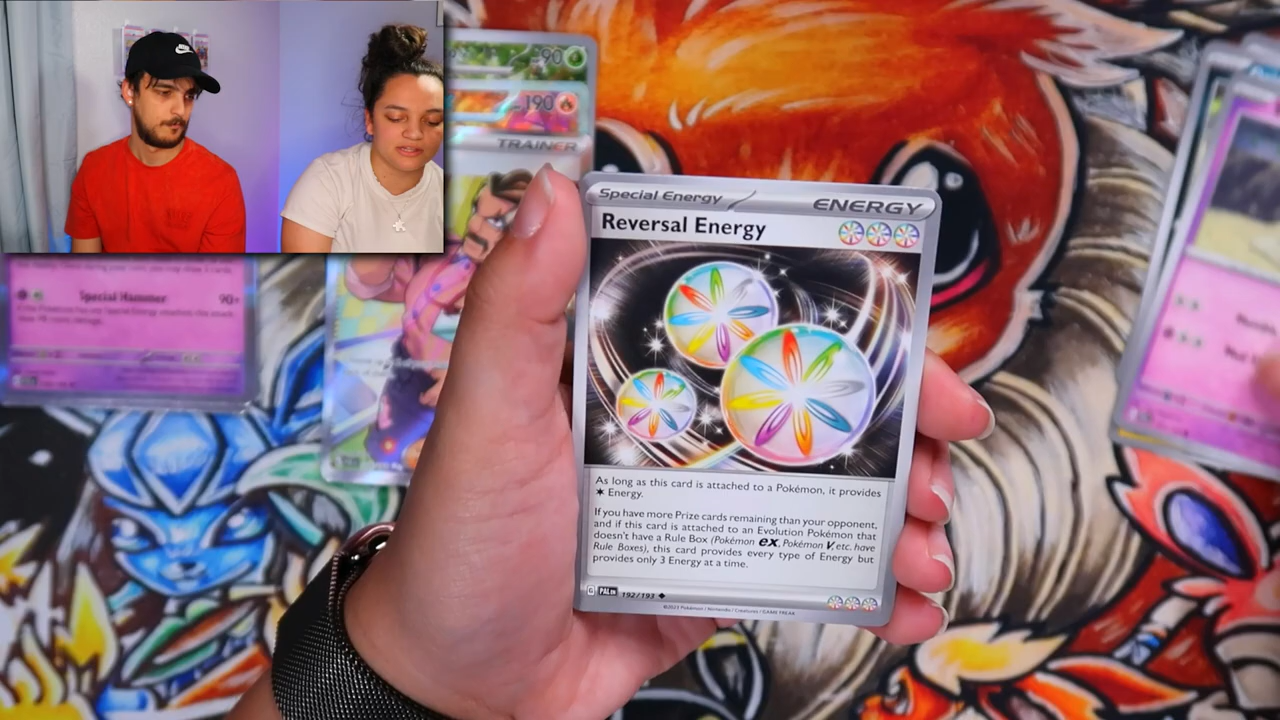 90
190
TRAINER
Special Hammer 90+
Special Energy
ENERGY
Reversal Energy
As long as this card is attached to a Pokémon, it provides
Energy.
If you have more Prize cards remaining than your opponent,
and if this card is attached to an Evolution Pokémon that
doesn't have a Rule Box (Pokémon ex, Pokémon V, etc. have
Rule Boxes), this card provides every type of Energy but
provides only 3 Energy at a time.
G PAL EN 192/193
©2023 Pokémon / Nintendo / Creatures / GAME FREAK